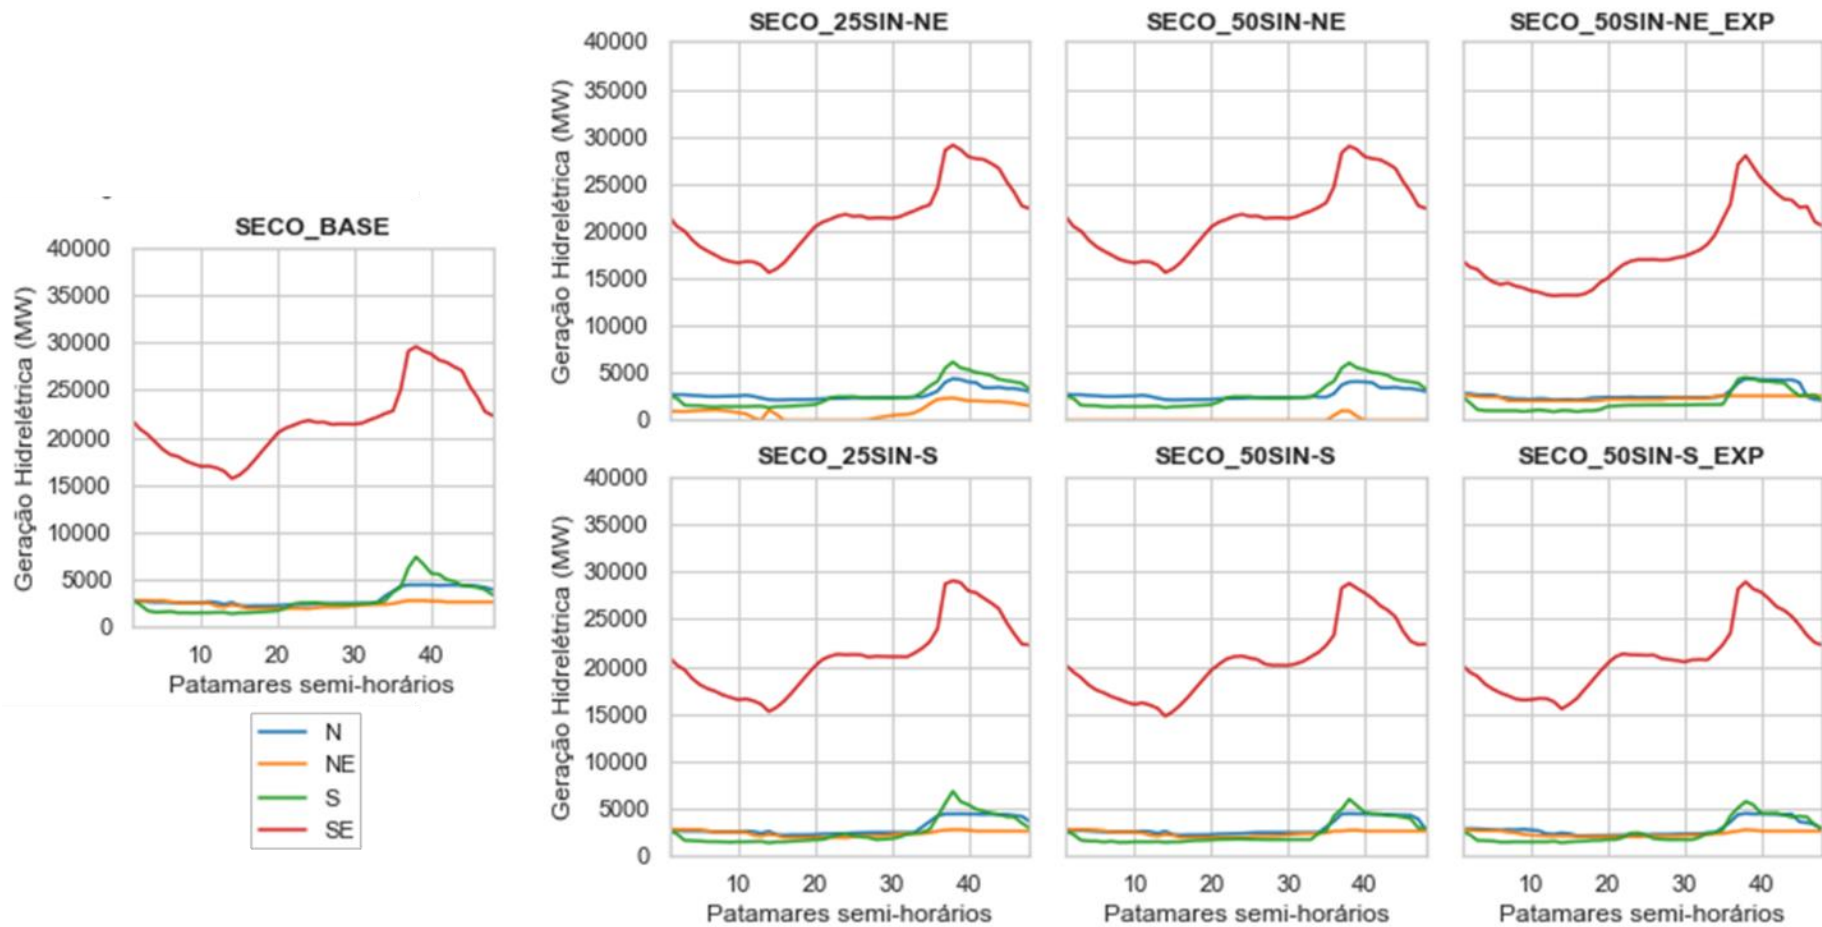 SECO_BASE
Geração Hidrelétrica (MW)
40000
35000
30000
25000
20000
15000
10000
5000
0
10 20 30 40
Patamares semi-horários
N
NE
S
SE
SECO_25SIN-NE SECO_50SIN-NE SECO_50SIN-NE_EXP
Geração Hidrelétrica (MW)
40000
35000
30000
25000
20000
15000
10000
5000
0
SECO_25SIN-S SECO_50SIN-S SECO_50SIN-S_EXP
Geração Hidrelétrica (MW)
40000
35000
30000
25000
20000
15000
10000
5000
0
10 20 30 40 10 20 30 40 10 20 30 40
Patamares semi-horários Patamares semi-horários Patamares semi-horários